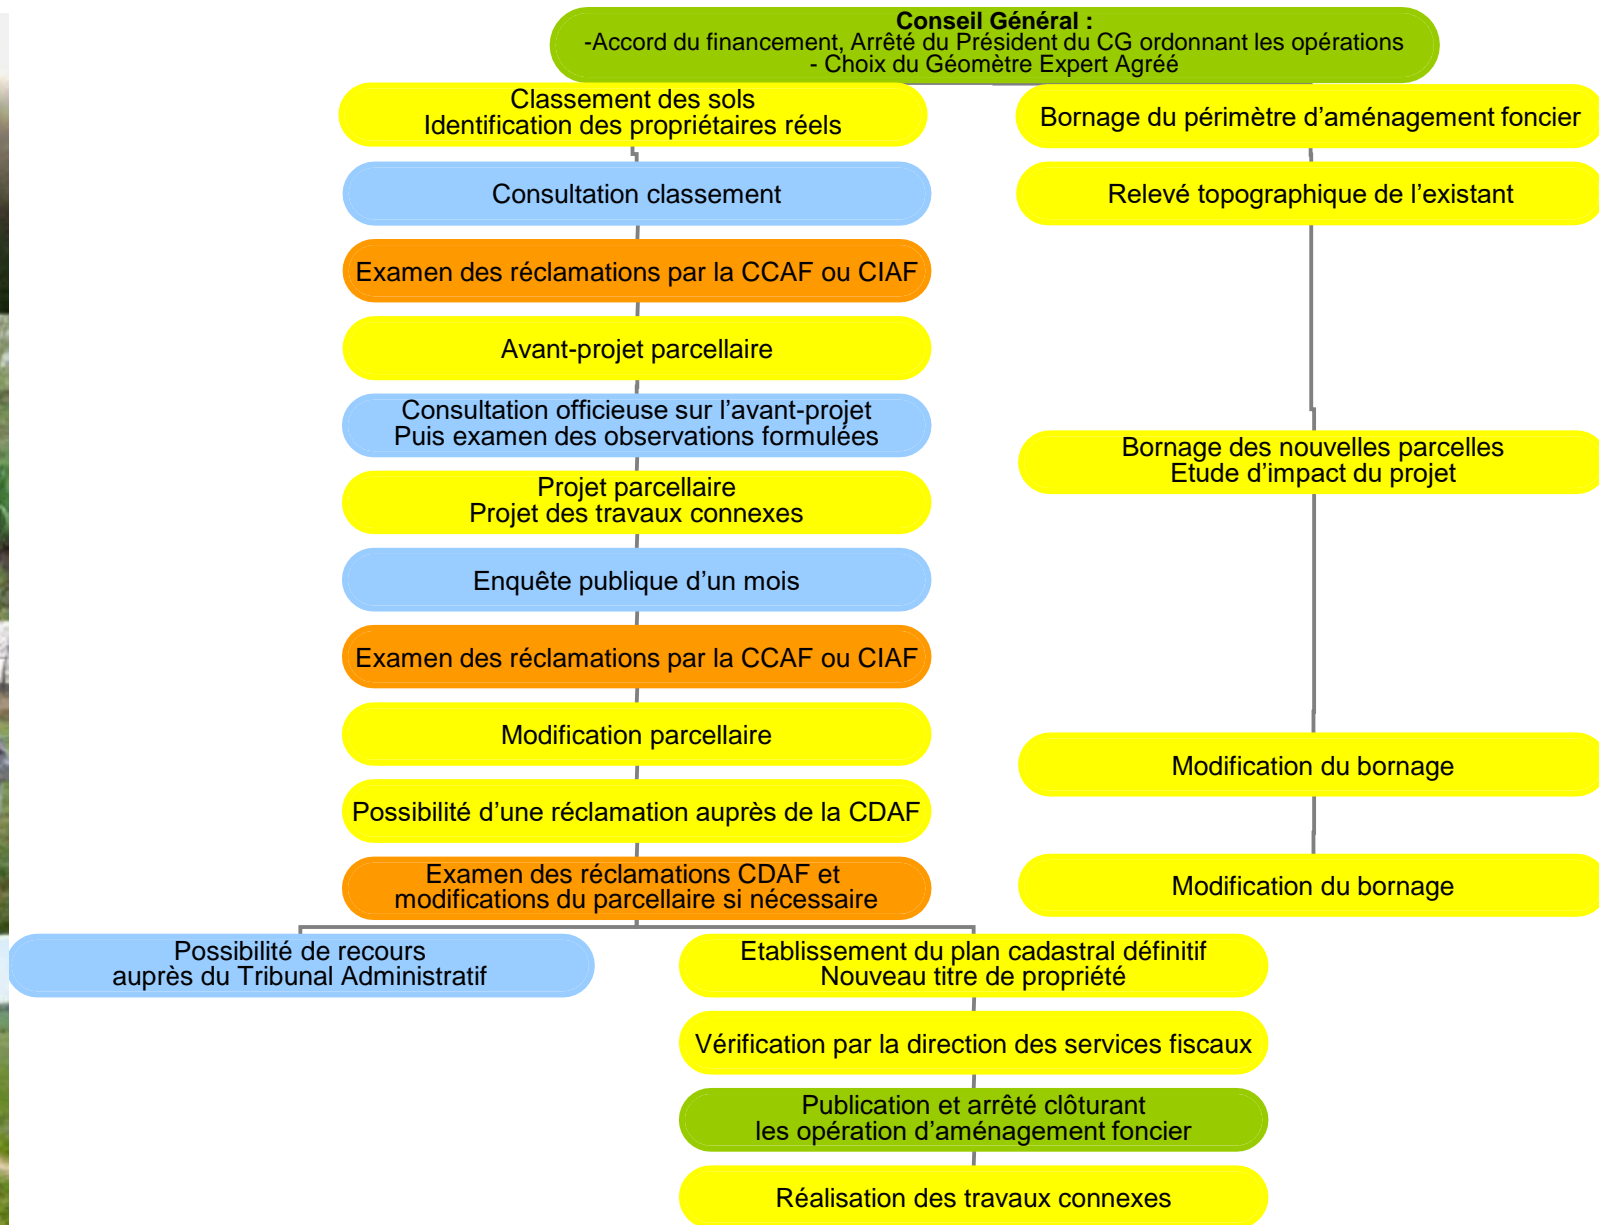 Conseil Général :
-Accord du financement, Arrêté du Président du CG ordonnant les opérations
- Choix du Géomètre Expert Agréé
Classement des sols
Identification des propriétaires réels
Bornage du périmètre d’aménagement foncier
Consultation classement
Relevé topographique de l’existant
Examen des réclamations par la CCAF ou CIAF
Avant-projet parcellaire
Consultation officieuse sur l’avant-projet
Puis examen des observations formulées
Bornage des nouvelles parcelles
Etude d’impact du projet
Projet parcellaire
Projet des travaux connexes
Enquête publique d’un mois
Examen des réclamations par la CCAF ou CIAF
Modification parcellaire
Modification du bornage
Possibilité d’une réclamation auprès de la CDAF
Examen des réclamations CDAF et
modifications du parcellaire si nécessaire
Modification du bornage
Possibilité de recours
auprès du Tribunal Administratif
Etablissement du plan cadastral définitif
Nouveau titre de propriété
Vérification par la direction des services fiscaux
Publication et arrêté clôturant
les opération d’aménagement foncier
Réalisation des travaux connexes